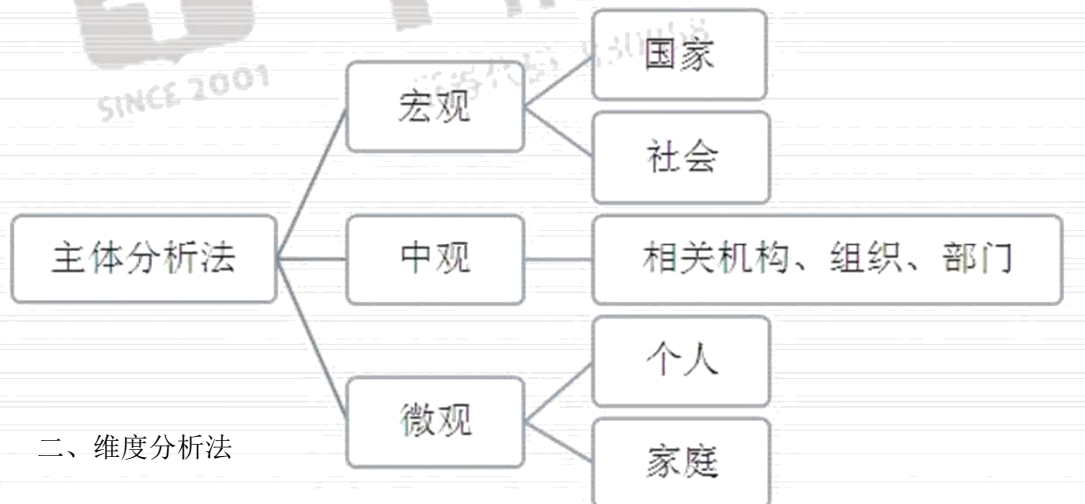 SINCE 2001
国家
宏观
社会
主体分析法
中观
相关机构、组织、部门
个人
微观
二、维度分析法
家庭